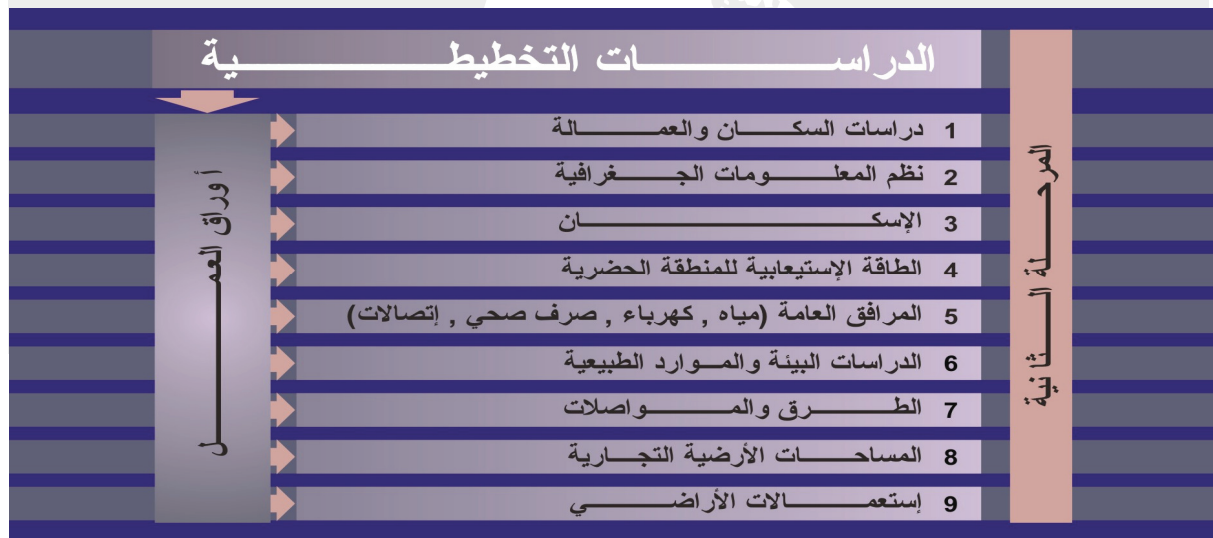 الدراسات التخطيطية
المرحلة الثانية
1 دراسات السكان والعمالة
2 نظم المعلومات الجغرافية
3 الإسكان
4 الطاقة الإستيعابية للمنطقة الحضرية
5 المرافق العامة (مياه , كهرباء , صرف صحي , إتصالات)
6 الدراسات البيئة والموارد الطبيعية
7 الطرق والمواصلات
8 المساحات الأرضية التجارية
9 إستعمالات الأراضي
أوراق العمل